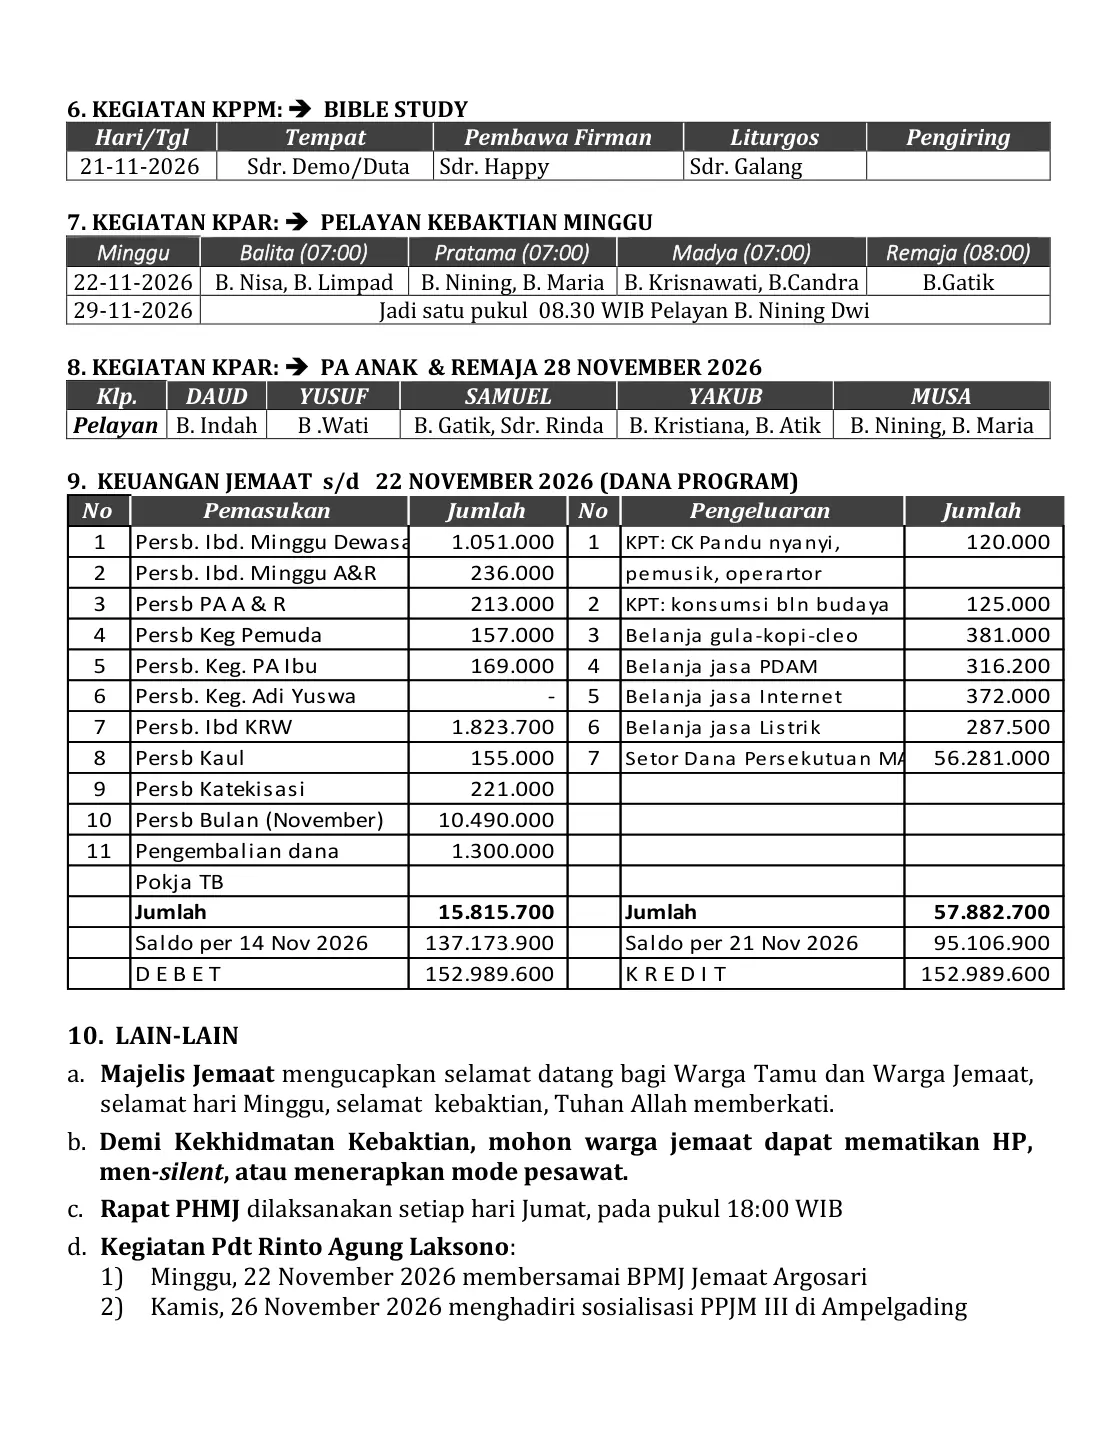 6. KEGIATAN KPPM: ➔ BIBLE STUDY
Hari/Tgl Tempat Pembawa Firman Liturgos Pengiring
21-11-2026 Sdr. Demo/Duta Sdr. Happy Sdr. Galang
7. KEGIATAN KPAR: ➔ PELAYAN KEBAKTIAN MINGGU
Minggu Balita (07:00) Pratama (07:00) Madya (07:00) Remaja (08:00)
22-11-2026 B. Nisa, B. Limpad B. Nining, B. Maria B. Krisnawati, B.Candra B.Gatik
29-11-2026 Jadi satu pukul 08.30 WIB Pelayan B. Nining Dwi
8. KEGIATAN KPAR: ➔ PA ANAK & REMAJA 28 NOVEMBER 2026
Klp. DAUD YUSUF SAMUEL YAKUB MUSA
Pelayan B. Indah B .Wati B. Gatik, Sdr. Rinda B. Kristiana, B. Atik B. Nining, B. Maria
9. KEUANGAN JEMAAT s/d 22 NOVEMBER 2026 (DANA PROGRAM)
No Pemasukan Jumlah No Pengeluaran Jumlah
1 Persb. Ibd. Minggu Dewasa 1.051.000 1 KPT: CK Pandu nyanyi, 120.000
2 Persb. Ibd. Minggu A&R 236.000 pemusik, operartor
3 Persb PA A & R 213.000 2 KPT: konsumsi bln budaya 125.000
4 Persb Keg Pemuda 157.000 3 Belanja gula-kopi-cleo 381.000
5 Persb. Keg. PA Ibu 169.000 4 Belanja jasa PDAM 316.200
6 Persb. Keg. Adi Yuswa - 5 Belanja jasa Internet 372.000
7 Persb. Ibd KRW 1.823.700 6 Belanja jasa Listrik 287.500
8 Persb Kaul 155.000 7 Setor Dana Persekutuan MA 56.281.000
9 Persb Katekisasi 221.000
10 Persb Bulan (November) 10.490.000
11 Pengembalian dana 1.300.000
Pokja TB
Jumlah 15.815.700 Jumlah 57.882.700
Saldo per 14 Nov 2026 137.173.900 Saldo per 21 Nov 2026 95.106.900
D E B E T 152.989.600 K R E D I T 152.989.600
10. LAIN-LAIN
a. Majelis Jemaat mengucapkan selamat datang bagi Warga Tamu dan Warga Jemaat,
selamat hari Minggu, selamat kebaktian, Tuhan Allah memberkati.
b. Demi Kekhidmatan Kebaktian, mohon warga jemaat dapat mematikan HP,
men-silent, atau menerapkan mode pesawat.
c. Rapat PHMJ dilaksanakan setiap hari Jumat, pada pukul 18:00 WIB
d. Kegiatan Pdt Rinto Agung Laksono:
1) Minggu, 22 November 2026 membersamai BPMJ Jemaat Argosari
2) Kamis, 26 November 2026 menghadiri sosialisasi PPJM III di Ampelgading